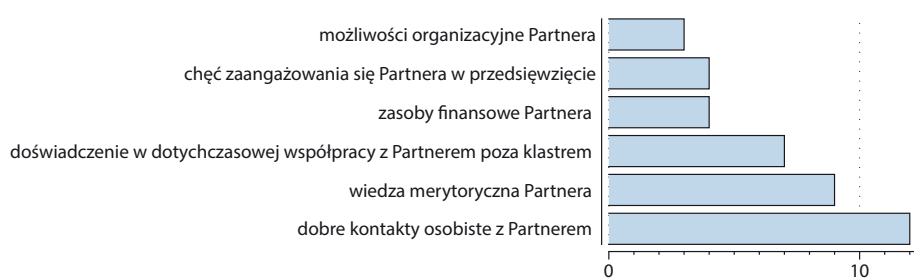 możliwości organizacyjne Partnera
chęć zaangażowania się Partnera w przedsięwzięcie
zasoby finansowe Partnera
doświadczenie w dotychczasowej współpracy z Partnerem poza klastrem
wiedza merytoryczna Partnera
dobre kontakty osobiste z Partnerem
0 10